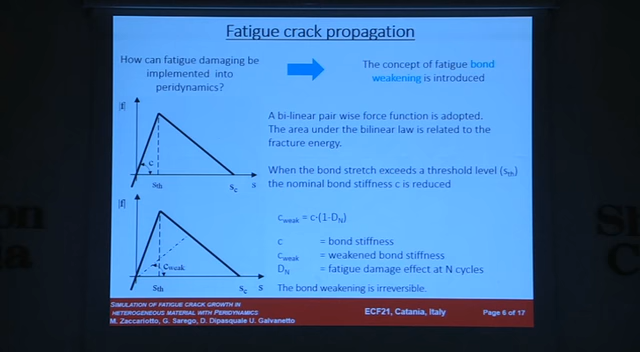 Fatigue crack propagation
How can fatigue damaging be
implemented into
peridynamics?
The concept of fatigue bond
weakening is introduced
|f|
c
sth
sc
s
A bi-linear pair wise force function is adopted.
The area under the bilinear law is related to the
fracture energy.
When the bond stretch exceeds a threshold level (sth)
the nominal bond stiffness c is reduced
|f|
cweak
sth
sc
s
cweak = c·(1-DN)
c = bond stiffness
cweak = weakened bond stiffness
DN = fatigue damage effect at N cycles
The bond weakening is irreversible.
SIMULATION OF FATIGUE CRACK GROWTH IN
HETEROGENEOUS MATERIAL WITH PERIDYNAMICS
M. Zaccariotto, G. Sarego, D. Dipasquale U. Galvanetto
ECF21, Catania, Italy
Page 6 of 17